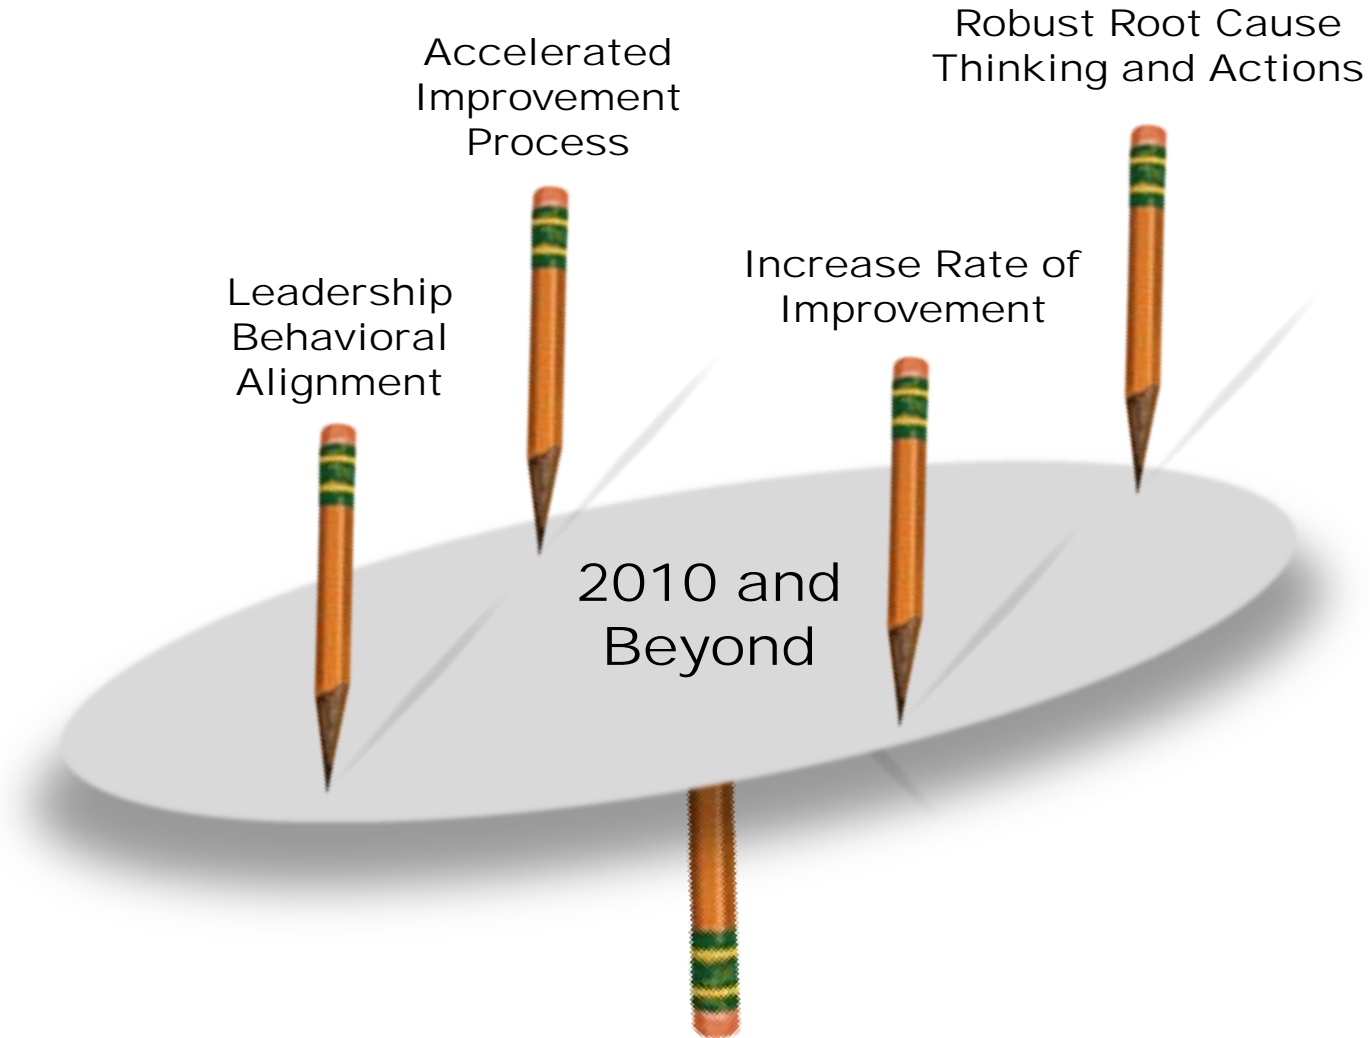 Robust Root Cause
Thinking and Actions
Accelerated
Improvement
Process
Increase Rate of
Improvement
Leadership
Behavioral
Alignment
2010 and
Beyond